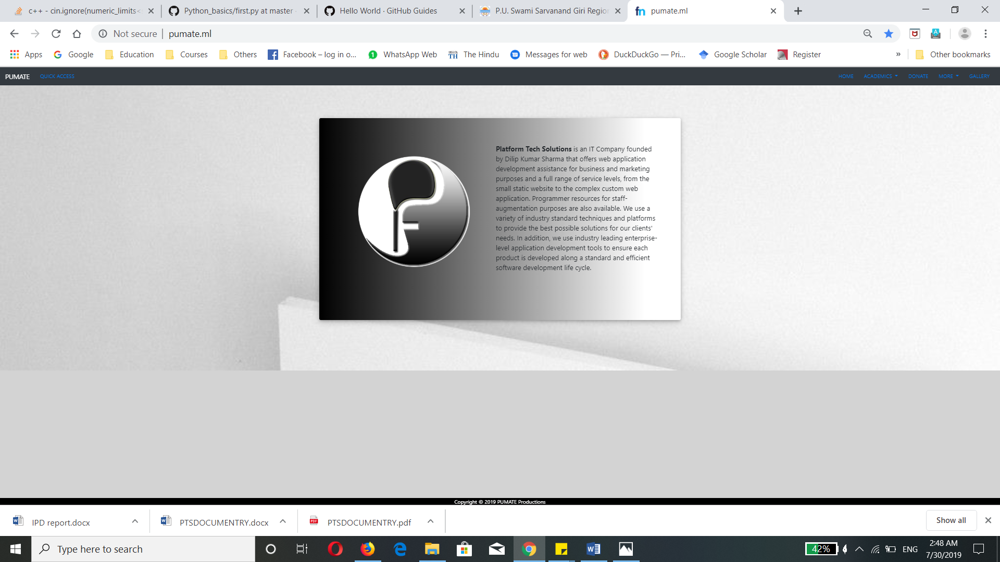 c++ - cin.ignore(numeric_limits<
Python_basics/first.py at master
Hello World · GitHub Guides
P.U. Swami Sarvanand Giri Region
pumate.ml
Not secure
pumate.ml
Apps
Google
Education
Courses
Others
Facebook – log in o...
WhatsApp Web
The Hindu
Messages for web
DuckDuckGo — Pri...
Google Scholar
Register
»
Other bookmarks
PUMATE
QUICK ACCESS
HOME
ACADEMICS
DONATE
MORE
GALLERY
Platform Tech Solutions is an IT Company founded
by Dilip Kumar Sharma that offers web application
development assistance for business and marketing
purposes and a full range of service levels, from the
small static website to the complex custom web
application. Programmer resources for staff-
augmentation purposes are also available. We use a
variety of industry standard techniques and platforms
to provide the best possible solutions for our clients'
needs. In addition, we use industry leading enterprise-
level application development tools to ensure each
product is developed along a standard and efficient
software development life cycle.
Copyright © 2019 PUMATE Productions
IPD report.docx
PTSDOCUMENTRY.docx
PTSDOCUMENTRY.pdf
Show all
Type here to search
42%
ENG
2:48 AM
7/30/2019